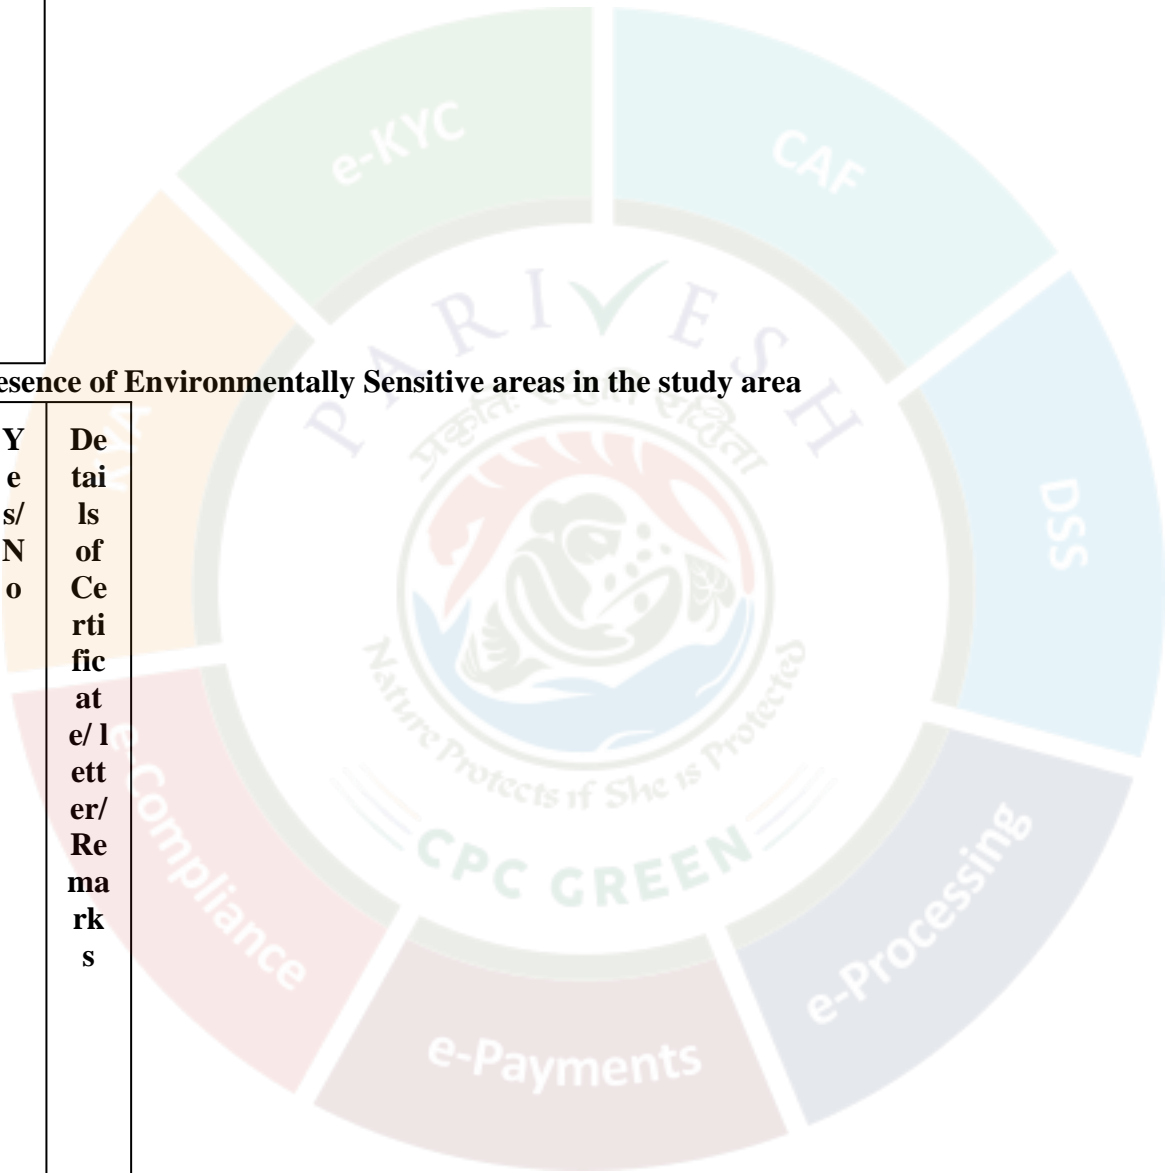 e-KYC
CAF
PARIVESH
esence of Environmentally Sensitive areas in the study area
Y
e
s/
N
o
De
tai
ls
of
Ce
rti
fic
at
e/ l
ett
er/
Re
ma
rk
s
KYA
DSS
Nature Protects if She is Protected
CPC GREEN
e-Compliance
e-Processing
e-Payments